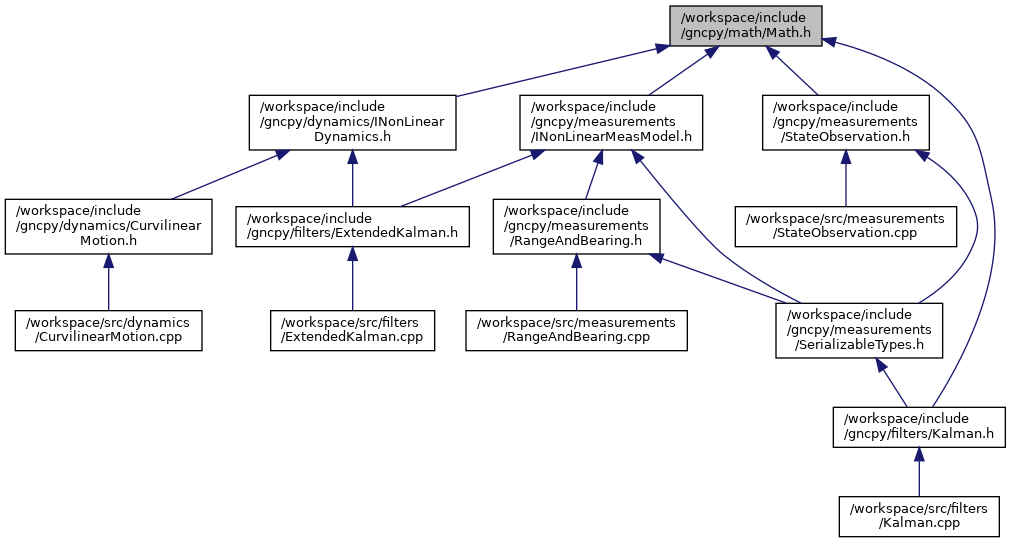 /workspace/include
/gncpy/math/Math.h
/workspace/include
/gncpy/dynamics/INonLinear
Dynamics.h
/workspace/include
/gncpy/measurements
/INonLinearMeasModel.h
/workspace/include
/gncpy/measurements
/StateObservation.h
/workspace/include
/gncpy/dynamics/Curvilinear
Motion.h
/workspace/include
/gncpy/filters/ExtendedKalman.h
/workspace/include
/gncpy/measurements
/RangeAndBearing.h
/workspace/src/measurements
/StateObservation.cpp
/workspace/src/dynamics
/CurvilinearMotion.cpp
/workspace/src/filters
/ExtendedKalman.cpp
/workspace/src/measurements
/RangeAndBearing.cpp
/workspace/include
/gncpy/measurements
/SerializableTypes.h
/workspace/include
/gncpy/filters/Kalman.h
/workspace/src/filters
/Kalman.cpp